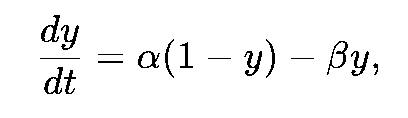 dy/dt = α(1 − y) − βy,